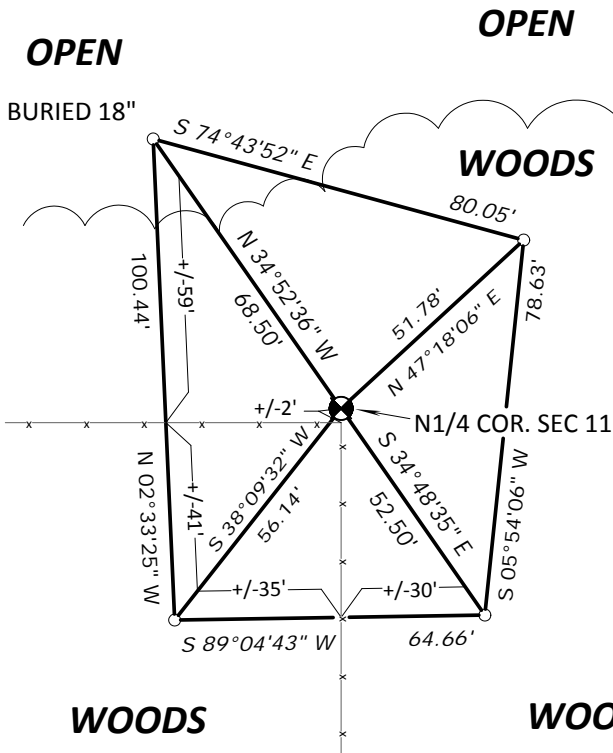 OPEN
OPEN
BURIED 18"
S 74°43'52" E
WOODS
80.05'
N 34°52'36" W
68.50'
100.44'
+/-59'
51.78'
N 47°18'06" E
78.63'
+/-2'
N1/4 COR. SEC 11
S 38°09'32" W
56.14'
S 34°48'35" E
52.50'
N 02°33'25" W
+/-41'
S 05°54'06" W
+/-35'
+/-30'
S 89°04'43" W
64.66'
WOODS
WOO